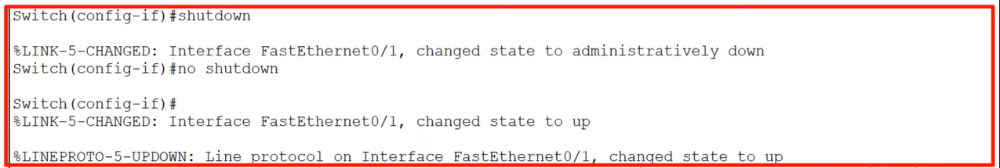 Switch(config-if)#shutdown
%LINK-5-CHANGED: Interface FastEthernet0/1, changed state to administratively down
Switch(config-if)#no shutdown
Switch(config-if)#
%LINK-5-CHANGED: Interface FastEthernet0/1, changed state to up
%LINEPROTO-5-UPDOWN: Line protocol on Interface FastEthernet0/1, changed state to up